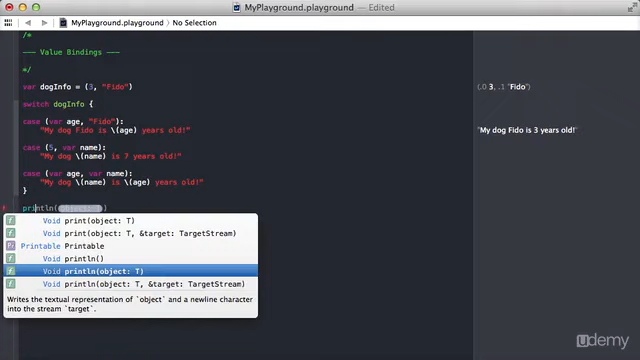 MyPlayground.playground — Edited
MyPlayground.playground › No Selection
/*
––– Value Bindings
*/
var dogInfo = (3, "Fido")
(.0 3, .1 "Fido")
switch dogInfo {
case (var age, "Fido"):
"My dog Fido is \(age) years old!"
"My dog Fido is 3 years old!"
case (5, var name):
"My dog \(name) is 7 years old!"
case (var age, var name):
"My dog \(name) is \(age) years old!"
}
println(object: T)
f Void print(object: T)
f Void print(object: T, &target: TargetStream)
Pr Printable Printable
f Void println()
f Void println(object: T)
f Void println(object: T, &target: TargetStream)
Writes the textual representation of `object` and a newline character
into the stream `target`.
udemy